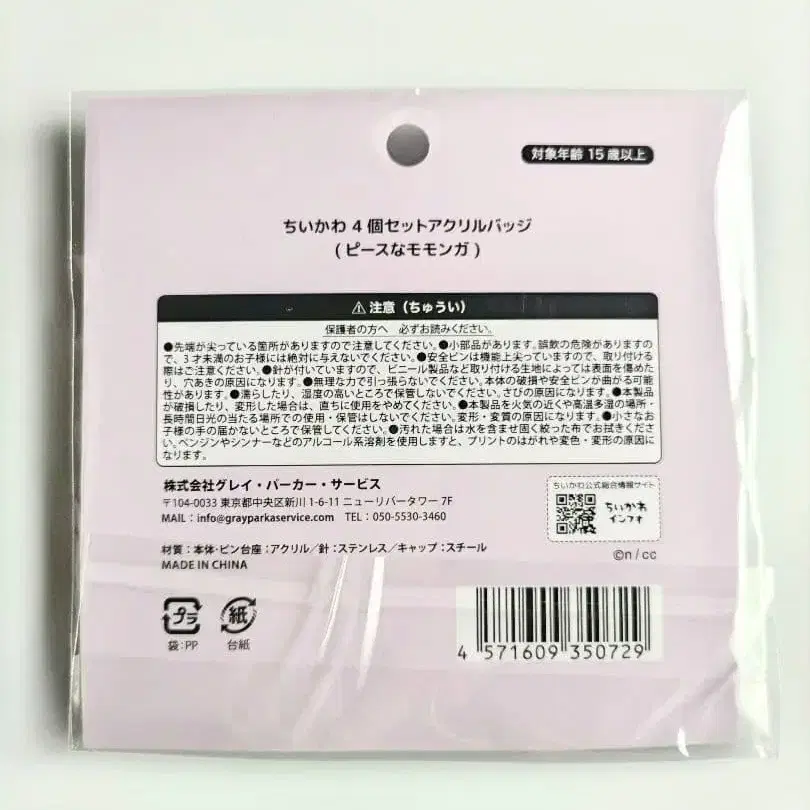 対象年齢 15 歳以上
ちいかわ 4 個セットアクリルバッジ
( ピースなモモンガ )
⚠ 注意（ちゅうい）
保護者の方へ 必ずお読みください。
●先端が尖っている箇所がありますので注意してください。●小部品があります。誤飲の危険がありますの
で、3 才未満のお子様には絶対に与えないでください。●安全ピンは機能上尖っていますので、取り付ける
際はご注意ください。●針が付いていますので、ビニール製品など取り付ける生地によっては表面を傷めた
り、穴あきの原因になります。●無理な力で引っ張らないでください。本体の破損や安全ピンが曲がる可能
性があります。●濡らしたり、湿度の高いところで保管しないでください。さびの原因になります。●本製品
が破損したり、変形した場合は、直ちに使用をやめてください。●本製品を火気の近くや高温多湿の場所・
長時間日光の当たる場所での使用・保管はしないでください。変形・変質の原因になります。●小さなお
子様の手の届かないところで保管してください。●汚れた場合は水を含ませ固く絞った布でお拭きくださ
い。ベンジンやシンナーなどのアルコール系溶剤を使用しますと、プリントのはがれや変色・変形の原因に
なります。
株式会社グレイ・パーカー・サービス
〒104-0033 東京都中央区新川 1-6-11 ニューリバータワー 7F
MAIL：info@grayparkaservice.com TEL：050-5530-3460
ちいかわ公式総合情報サイト
ちいかわ
インフォ
©n / cc
材質：本体・ピン台座：アクリル／針：ステンレス／キャップ：スチール
MADE IN CHINA
プラ
袋：PP
紙
台紙
4 571609 350729